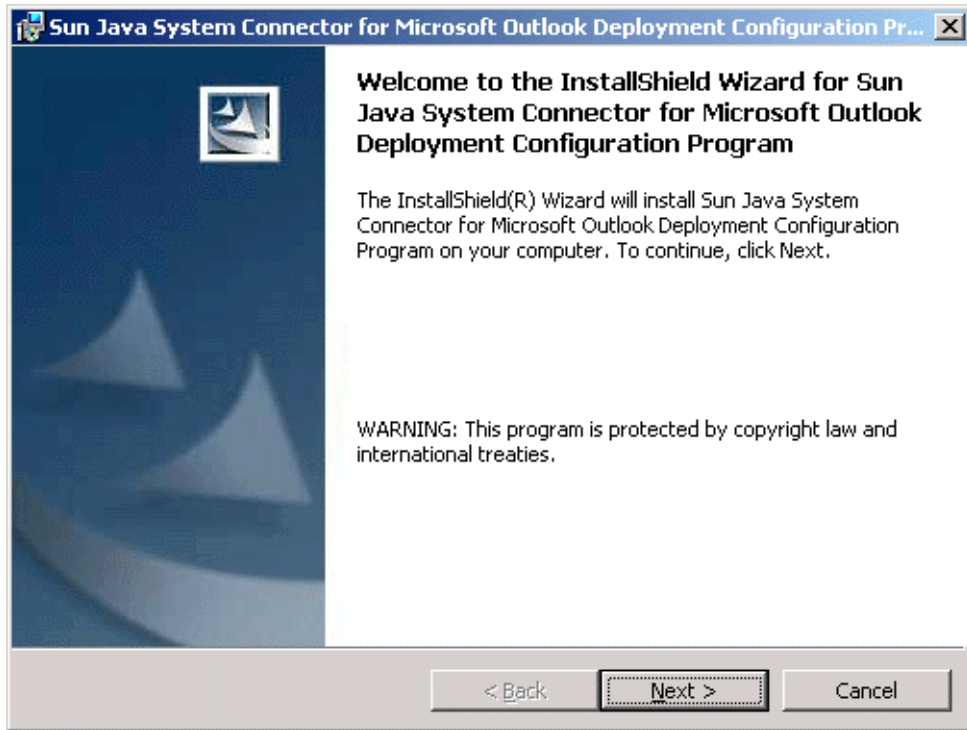 Sun Java System Connector for Microsoft Outlook Deployment Configuration Pr...
Welcome to the InstallShield Wizard for Sun
Java System Connector for Microsoft Outlook
Deployment Configuration Program
The InstallShield(R) Wizard will install Sun Java System
Connector for Microsoft Outlook Deployment Configuration
Program on your computer. To continue, click Next.
WARNING: This program is protected by copyright law and
international treaties.
< Back
Next >
Cancel